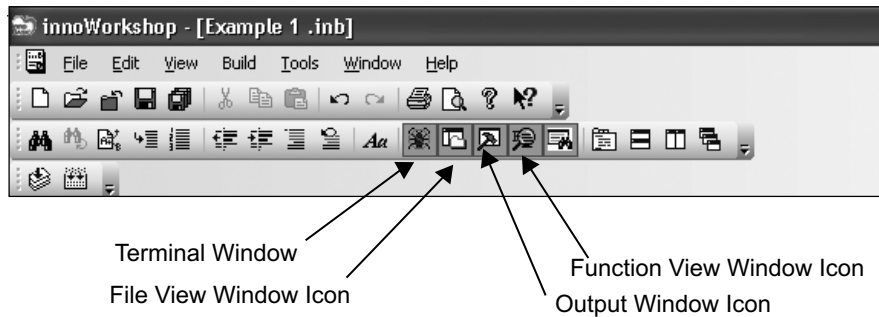 innoWorkshop - [Example 1 .inb]
File Edit View Build Tools Window Help
Aa
Terminal Window
Function View Window Icon
File View Window Icon
Output Window Icon